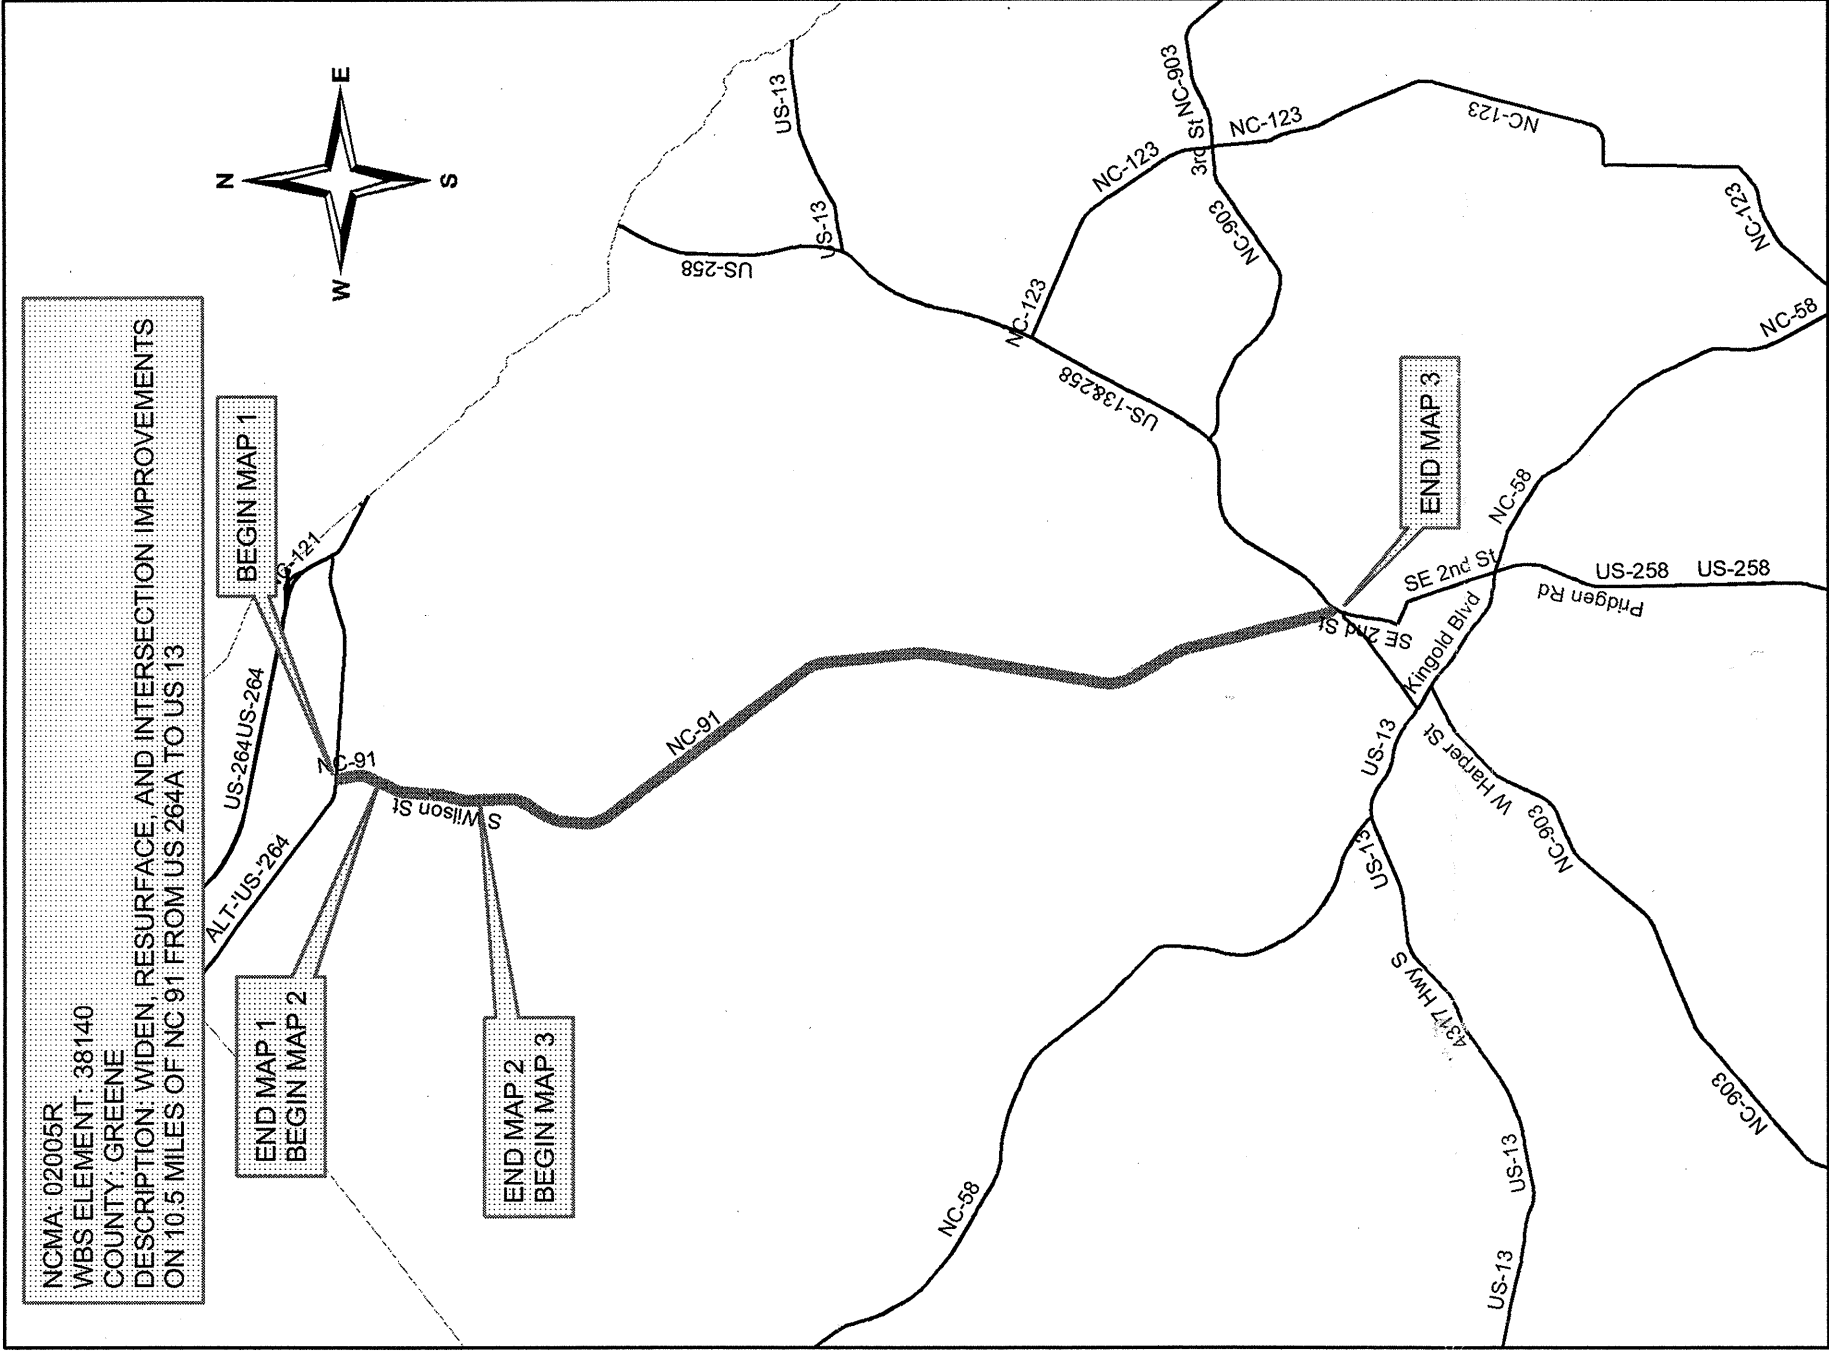 NCMA: 02005R
WBS ELEMENT: 38140
COUNTY: GREENE
DESCRIPTION: WIDEN, RESURFACE, AND INTERSECTION IMPROVEMENTS
ON 10.5 MILES OF NC 91 FROM US 264A TO US 13
BEGIN MAP 1
END MAP 1
BEGIN MAP 2
END MAP 2
BEGIN MAP 3
END MAP 3
N
E
S
W
US-264
US-264
ALT-'US-'264
NC-91
S Wilson St
NC-91
US-13
US-13
US-258
NC-123
NC-123
3rd St
NC-903
NC-123
NC-123
NC-123
NC-903
US-13&258
NC-58
NC-58
SE 2nd St
SE 2nd St
Kingold Blvd
US-258
US-258
Pridgen Rd
US-13
W Harper St
NC-903
US-13
4317 Hwy S
NC-903
US-13
US-13
NC-58